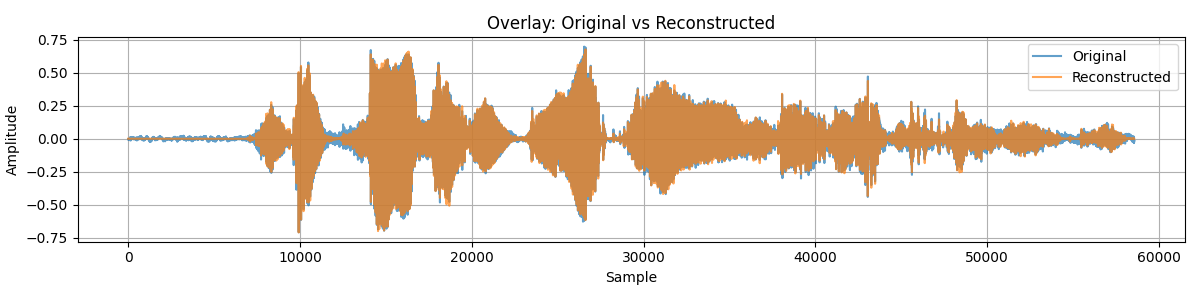 Overlay: Original vs Reconstructed
0.75
0.50
0.25
0.00
−0.25
−0.50
−0.75
Amplitude
Original
Reconstructed
0 10000 20000 30000 40000 50000 60000
Sample